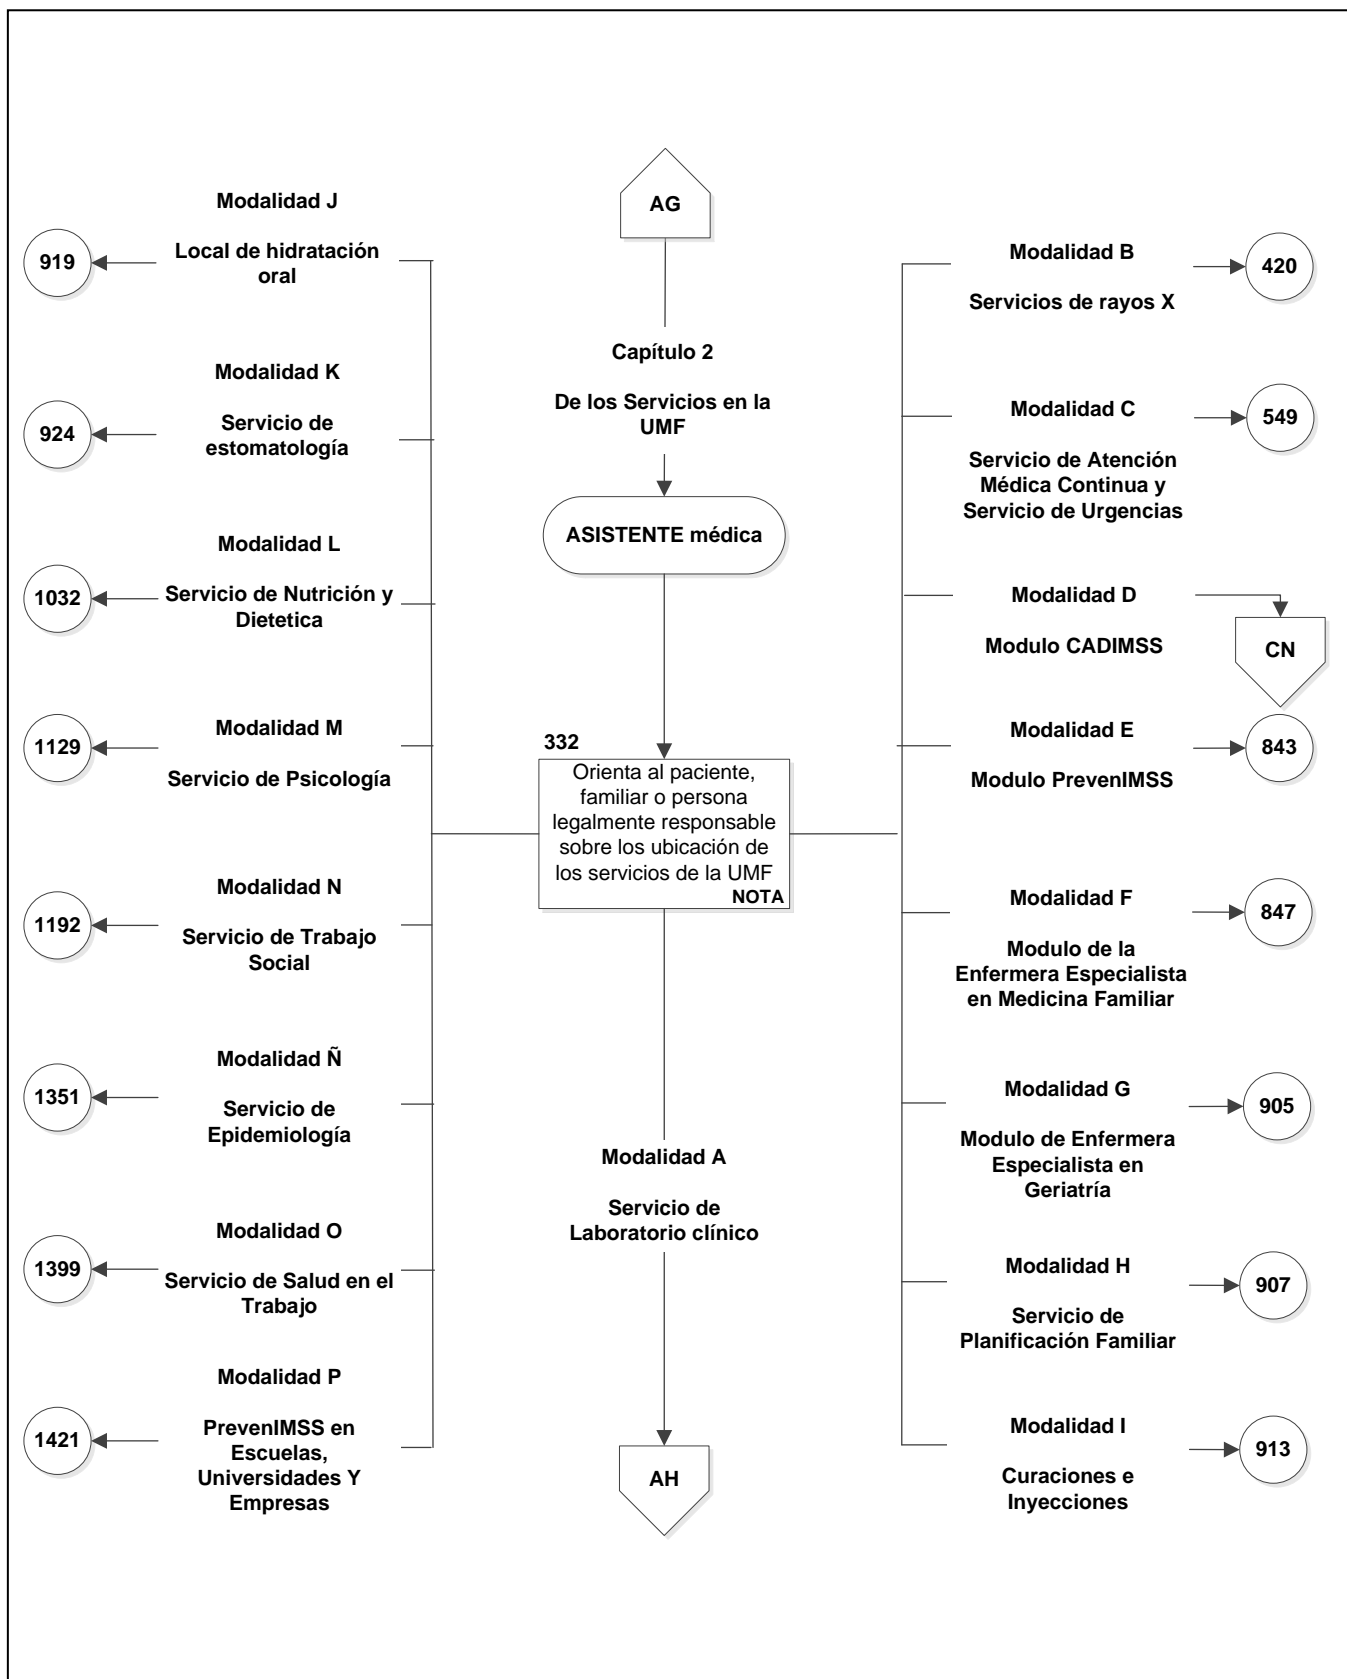 Modalidad J
919
Local de hidratación
oral
Modalidad K
924
Servicio de
estomatología
Modalidad L
1032
Servicio de Nutrición y
Dietetica
Modalidad M
1129
Servicio de Psicología
Modalidad N
1192
Servicio de Trabajo
Social
Modalidad Ñ
1351
Servicio de
Epidemiología
Modalidad O
1399
Servicio de Salud en el
Trabajo
Modalidad P
1421
PrevenIMSS en
Escuelas,
Universidades Y
Empresas
AG
Capítulo 2
De los Servicios en la
UMF
ASISTENTE médica
332
Orienta al paciente,
familiar o persona
legalmente responsable
sobre los ubicación de
los servicios de la UMF
NOTA
Modalidad A
Servicio de
Laboratorio clínico
AH
Modalidad B
420
Servicios de rayos X
Modalidad C
549
Servicio de Atención
Médica Continua y
Servicio de Urgencias
Modalidad D
Modulo CADIMSS
CN
Modalidad E
843
Modulo PrevenIMSS
Modalidad F
847
Modulo de la
Enfermera Especialista
en Medicina Familiar
Modalidad G
905
Modulo de Enfermera
Especialista en
Geriatría
Modalidad H
907
Servicio de
Planificación Familiar
Modalidad I
913
Curaciones e
Inyecciones